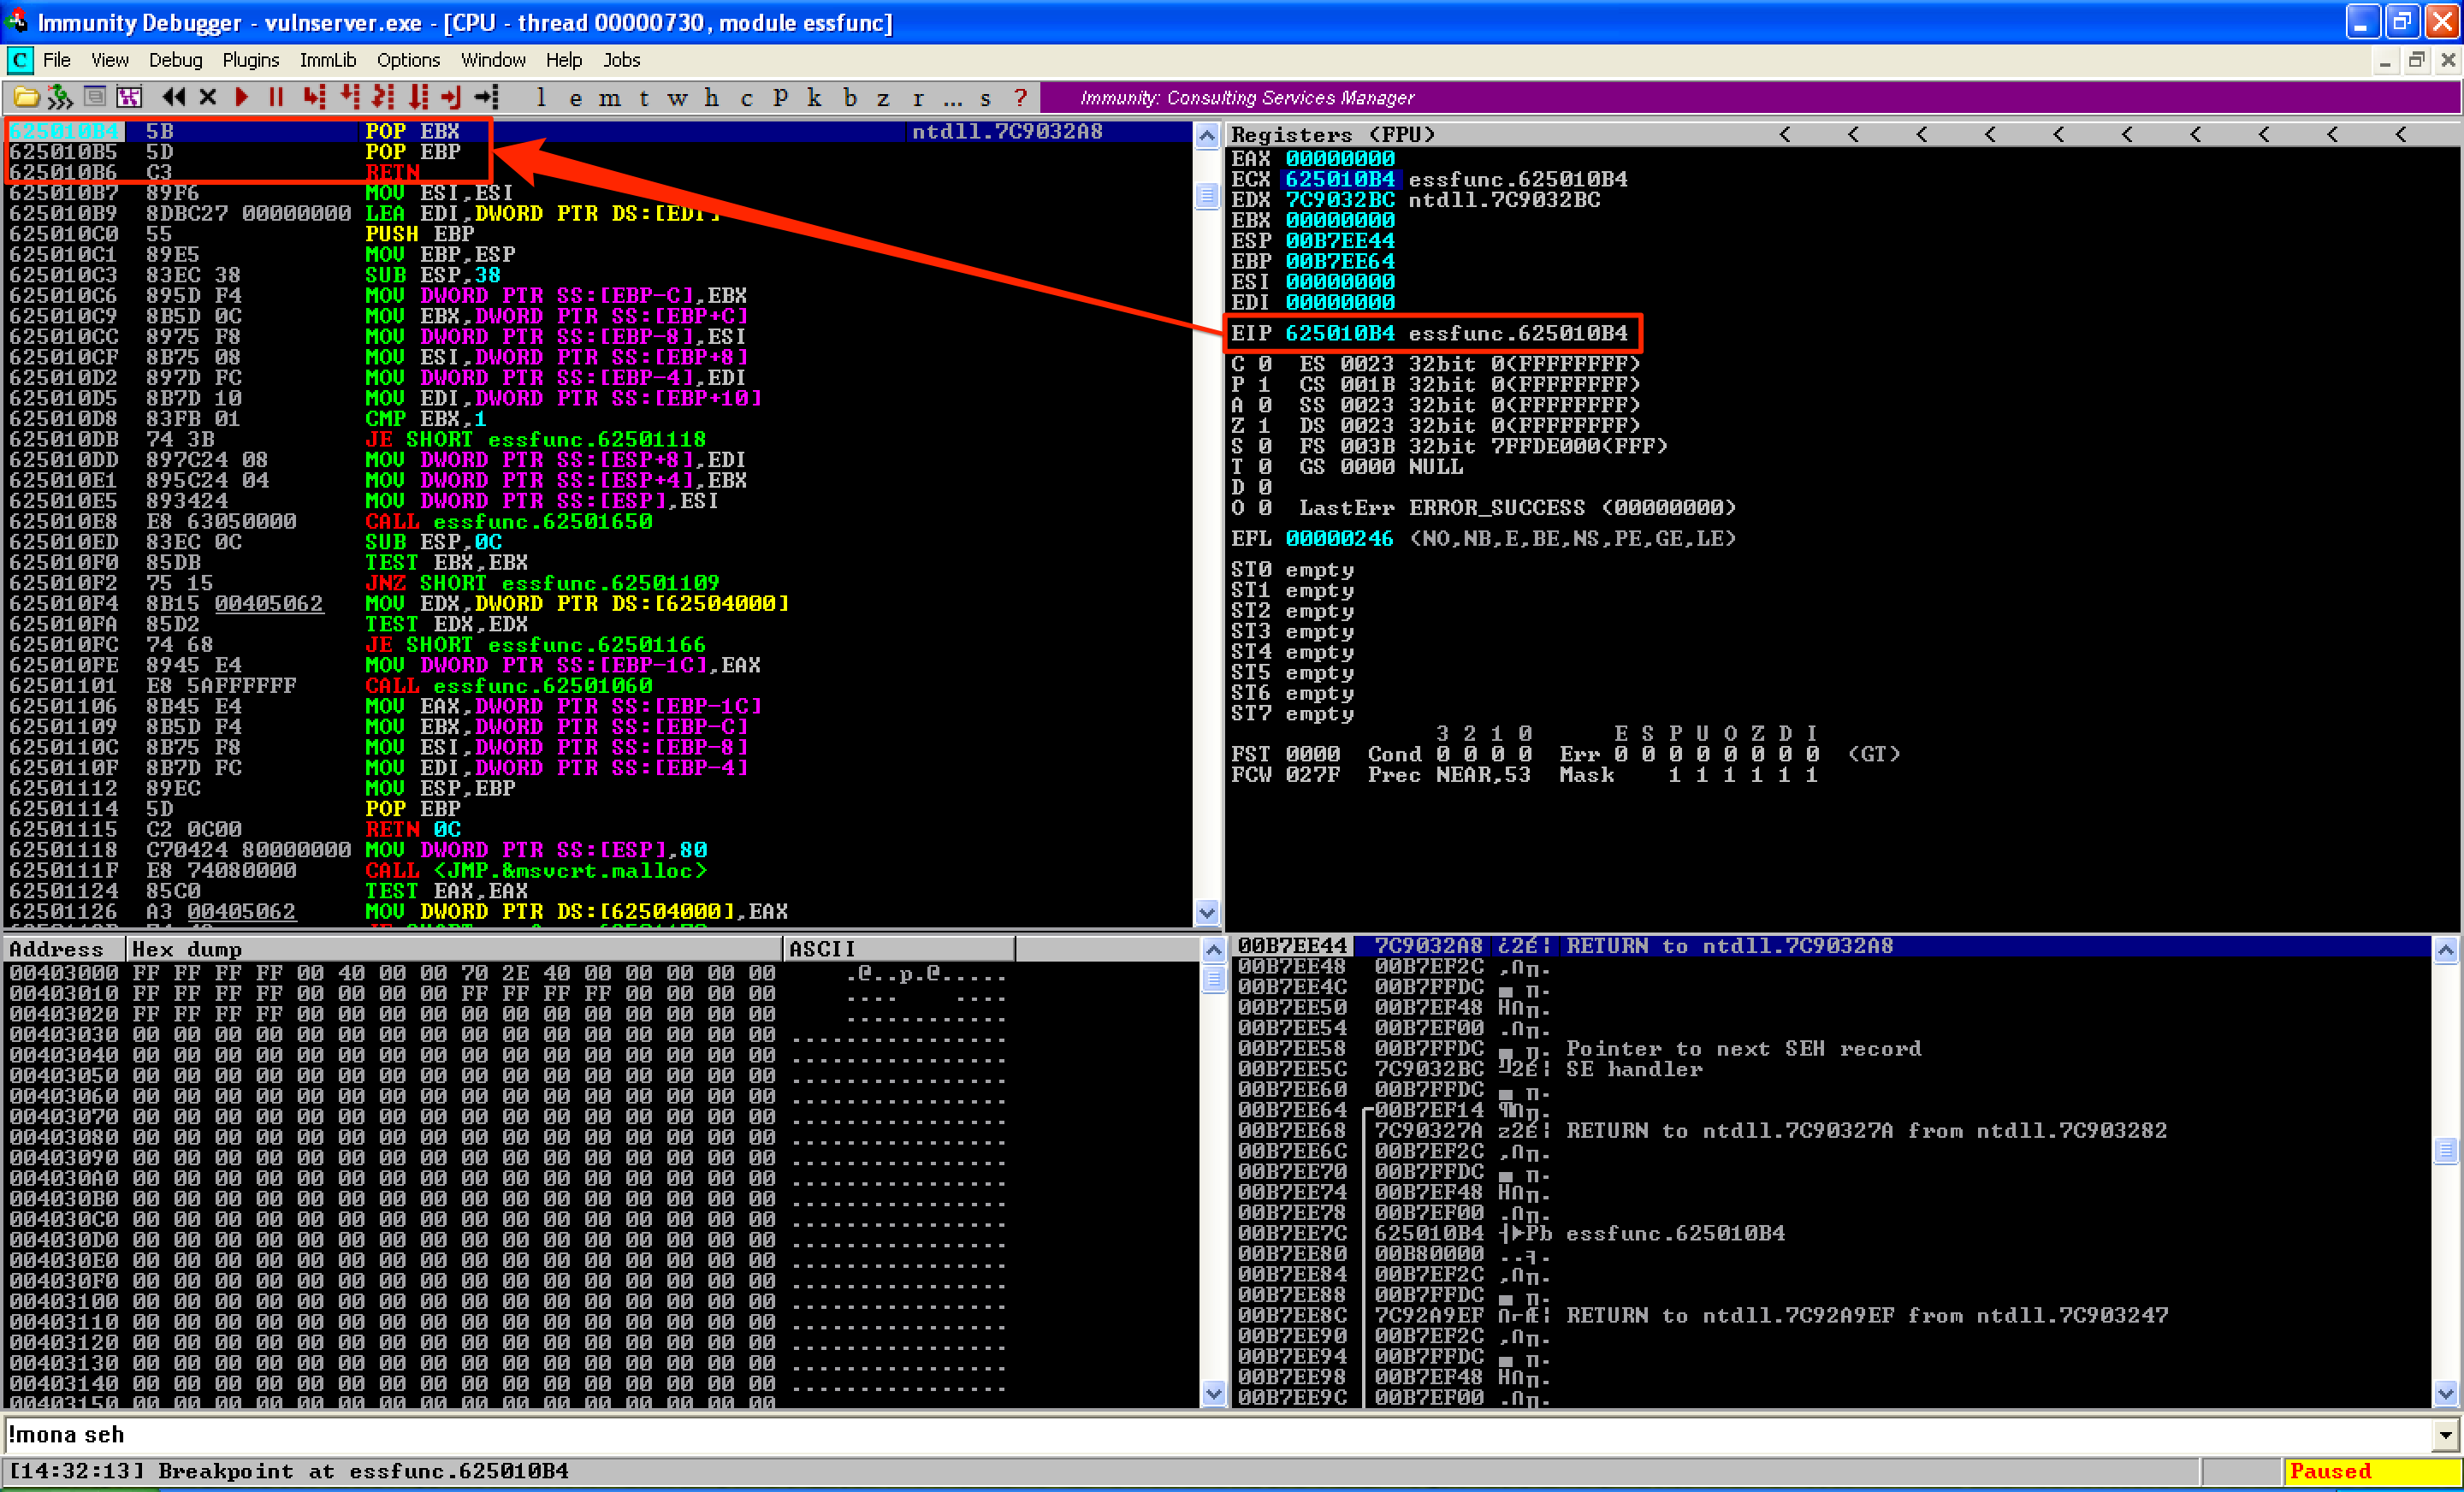 Immunity Debugger - vulnserver.exe - [CPU - thread 00000730, module essfunc]
C File View Debug Plugins ImmLib Options Window Help Jobs
l e m t w h c P k b z r ... s ? Immunity: Consulting Services Manager
625010B4 5B POP EBX ntdll.7C9032A8
625010B5 5D POP EBP
625010B6 C3 RETN
625010B7 89F6 MOV ESI,ESI
625010B9 8DBC27 00000000 LEA EDI,DWORD PTR DS:[EDI]
625010C0 55 PUSH EBP
625010C1 89E5 MOV EBP,ESP
625010C3 83EC 38 SUB ESP,38
625010C6 895D F4 MOV DWORD PTR SS:[EBP-C],EBX
625010C9 8B5D 0C MOV EBX,DWORD PTR SS:[EBP+C]
625010CC 8975 F8 MOV DWORD PTR SS:[EBP-8],ESI
625010CF 8B75 08 MOV ESI,DWORD PTR SS:[EBP+8]
625010D2 897D FC MOV DWORD PTR SS:[EBP-4],EDI
625010D5 8B7D 10 MOV EDI,DWORD PTR SS:[EBP+10]
625010D8 83FB 01 CMP EBX,1
625010DB 74 3B JE SHORT essfunc.62501118
625010DD 897C24 08 MOV DWORD PTR SS:[ESP+8],EDI
625010E1 895C24 04 MOV DWORD PTR SS:[ESP+4],EBX
625010E5 893424 MOV DWORD PTR SS:[ESP],ESI
625010E8 E8 63050000 CALL essfunc.62501650
625010ED 83EC 0C SUB ESP,0C
625010F0 85DB TEST EBX,EBX
625010F2 75 15 JNZ SHORT essfunc.62501109
625010F4 8B15 00405062 MOV EDX,DWORD PTR DS:[62504000]
625010FA 85D2 TEST EDX,EDX
625010FC 74 68 JE SHORT essfunc.62501166
625010FE 8945 E4 MOV DWORD PTR SS:[EBP-1C],EAX
62501101 E8 5AFFFFFF CALL essfunc.62501060
62501106 8B45 E4 MOV EAX,DWORD PTR SS:[EBP-1C]
62501109 8B5D F4 MOV EBX,DWORD PTR SS:[EBP-C]
6250110C 8B75 F8 MOV ESI,DWORD PTR SS:[EBP-8]
6250110F 8B7D FC MOV EDI,DWORD PTR SS:[EBP-4]
62501112 89EC MOV ESP,EBP
62501114 5D POP EBP
62501115 C2 0C00 RETN 0C
62501118 C70424 80000000 MOV DWORD PTR SS:[ESP],80
6250111F E8 74080000 CALL <JMP.&msvcrt.malloc>
62501124 85C0 TEST EAX,EAX
62501126 A3 00405062 MOV DWORD PTR DS:[62504000],EAX
Registers (FPU) < < < < < < < < < <
EAX 00000000
ECX 625010B4 essfunc.625010B4
EDX 7C9032BC ntdll.7C9032BC
EBX 00000000
ESP 00B7EE44
EBP 00B7EE64
ESI 00000000
EDI 00000000
EIP 625010B4 essfunc.625010B4
C 0 ES 0023 32bit 0(FFFFFFFF)
P 1 CS 001B 32bit 0(FFFFFFFF)
A 0 SS 0023 32bit 0(FFFFFFFF)
Z 1 DS 0023 32bit 0(FFFFFFFF)
S 0 FS 003B 32bit 7FFDE000(FFF)
T 0 GS 0000 NULL
D 0
O 0 LastErr ERROR_SUCCESS (00000000)
EFL 00000246 (NO,NB,E,BE,NS,PE,GE,LE)
ST0 empty
ST1 empty
ST2 empty
ST3 empty
ST4 empty
ST5 empty
ST6 empty
ST7 empty
3 2 1 0 E S P U O Z D I
FST 0000 Cond 0 0 0 0 Err 0 0 0 0 0 0 0 0 (GT)
FCW 027F Prec NEAR,53 Mask 1 1 1 1 1 1
Address Hex dump ASCII
00403000 FF FF FF FF 00 40 00 00 70 2E 40 00 00 00 00 00 .@..p.@.....
00403010 FF FF FF FF 00 00 00 00 FF FF FF FF 00 00 00 00 .... ....
00403020 FF FF FF FF 00 00 00 00 00 00 00 00 00 00 00 00 ............
00403030 00 00 00 00 00 00 00 00 00 00 00 00 00 00 00 00 ................
00403040 00 00 00 00 00 00 00 00 00 00 00 00 00 00 00 00 ................
00403050 00 00 00 00 00 00 00 00 00 00 00 00 00 00 00 00 ................
00403060 00 00 00 00 00 00 00 00 00 00 00 00 00 00 00 00 ................
00403070 00 00 00 00 00 00 00 00 00 00 00 00 00 00 00 00 ................
00403080 00 00 00 00 00 00 00 00 00 00 00 00 00 00 00 00 ................
00403090 00 00 00 00 00 00 00 00 00 00 00 00 00 00 00 00 ................
004030A0 00 00 00 00 00 00 00 00 00 00 00 00 00 00 00 00 ................
004030B0 00 00 00 00 00 00 00 00 00 00 00 00 00 00 00 00 ................
004030C0 00 00 00 00 00 00 00 00 00 00 00 00 00 00 00 00 ................
004030D0 00 00 00 00 00 00 00 00 00 00 00 00 00 00 00 00 ................
004030E0 00 00 00 00 00 00 00 00 00 00 00 00 00 00 00 00 ................
004030F0 00 00 00 00 00 00 00 00 00 00 00 00 00 00 00 00 ................
00403100 00 00 00 00 00 00 00 00 00 00 00 00 00 00 00 00 ................
00403110 00 00 00 00 00 00 00 00 00 00 00 00 00 00 00 00 ................
00403120 00 00 00 00 00 00 00 00 00 00 00 00 00 00 00 00 ................
00403130 00 00 00 00 00 00 00 00 00 00 00 00 00 00 00 00 ................
00403140 00 00 00 00 00 00 00 00 00 00 00 00 00 00 00 00 ................
00403150 00 00 00 00 00 00 00 00 00 00 00 00 00 00 00 00
00B7EE44 7C9032A8 ¿2É¦ RETURN to ntdll.7C9032A8
00B7EE48 00B7EF2C ,∩η.
00B7EE4C 00B7FFDC ▄ η.
00B7EE50 00B7EF48 H∩η.
00B7EE54 00B7EF00 .∩η.
00B7EE58 00B7FFDC ▄ η. Pointer to next SEH record
00B7EE5C 7C9032BC ╝2É¦ SE handler
00B7EE60 00B7FFDC ▄ η.
00B7EE64 00B7EF14 ¶∩η.
00B7EE68 7C90327A z2É¦ RETURN to ntdll.7C90327A from ntdll.7C903282
00B7EE6C 00B7EF2C ,∩η.
00B7EE70 00B7FFDC ▄ η.
00B7EE74 00B7EF48 H∩η.
00B7EE78 00B7EF00 .∩η.
00B7EE7C 625010B4 ┤►Pb essfunc.625010B4
00B7EE80 00B80000 ..╕.
00B7EE84 00B7EF2C ,∩η.
00B7EE88 00B7FFDC ▄ η.
00B7EE8C 7C92A9EF ∩⌐Æ¦ RETURN to ntdll.7C92A9EF from ntdll.7C903247
00B7EE90 00B7EF2C ,∩η.
00B7EE94 00B7FFDC ▄ η.
00B7EE98 00B7EF48 H∩η.
00B7EE9C 00B7EF00 .∩η.
!mona seh
[14:32:13] Breakpoint at essfunc.625010B4 Paused